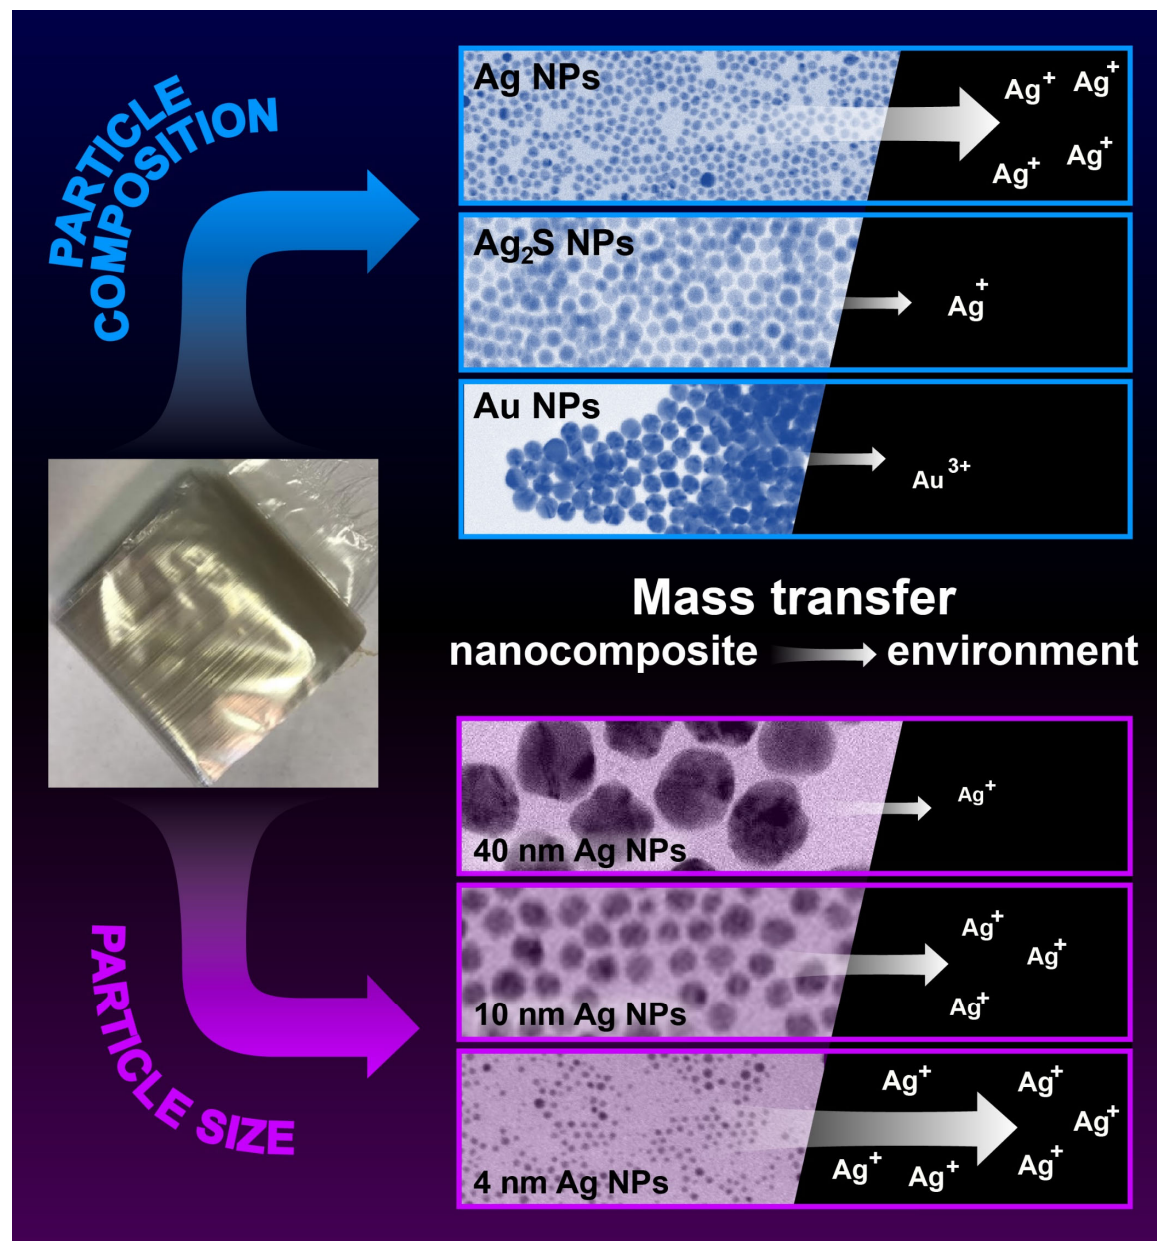 PARTICLE
COMPOSITION
Ag NPs
Ag⁺ Ag⁺
Ag⁺ Ag⁺
Ag₂S NPs
Ag⁺
Au NPs
Au³⁺
Mass transfer
nanocomposite environment
40 nm Ag NPs
Ag⁺
10 nm Ag NPs
Ag⁺
Ag⁺
Ag⁺
PARTICLE SIZE
4 nm Ag NPs
Ag⁺ Ag⁺
Ag⁺
Ag⁺ Ag⁺ Ag⁺